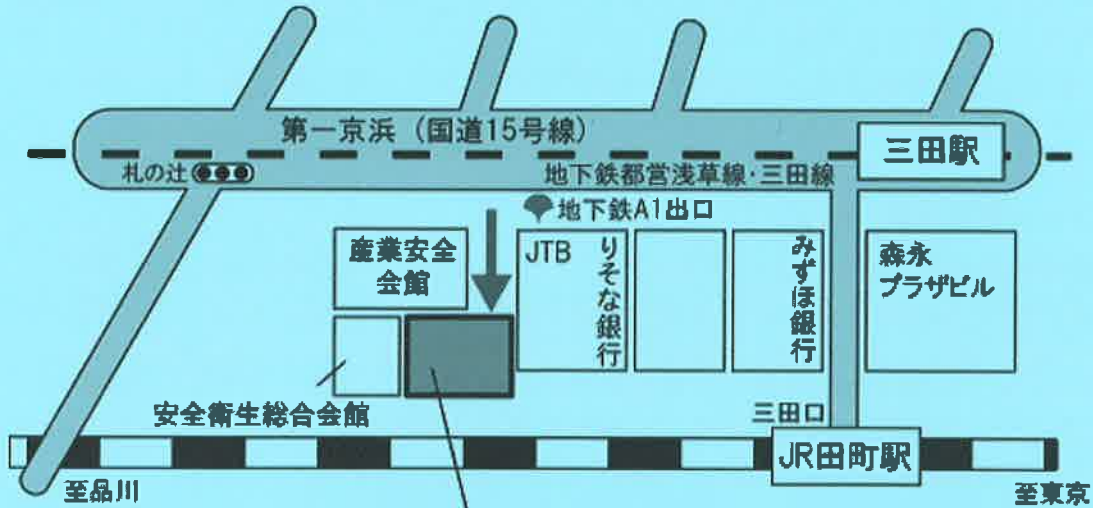 第一京浜（国道15号線）
三田駅
札の辻
地下鉄都営浅草線・三田線
地下鉄A1出口
産業安全
会館
JTB
りそな銀行
みずほ銀行
森永
プラザビル
安全衛生総合会館
三田口
JR田町駅
至品川
至東京